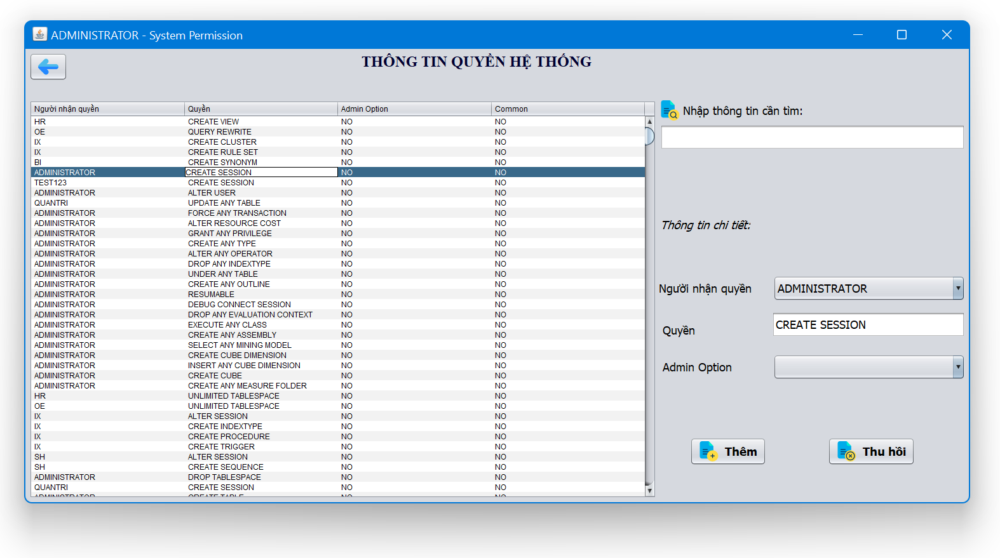 ADMINISTRATOR - System Permission
THÔNG TIN QUYỀN HỆ THỐNG
Người nhận quyền Quyền Admin Option Common
HR CREATE VIEW NO NO
OE QUERY REWRITE NO NO
IX CREATE CLUSTER NO NO
IX CREATE RULE SET NO NO
BI CREATE SYNONYM NO NO
ADMINISTRATOR CREATE SESSION NO NO
TEST123 CREATE SESSION NO NO
ADMINISTRATOR ALTER USER NO NO
QUANTRI UPDATE ANY TABLE NO NO
ADMINISTRATOR FORCE ANY TRANSACTION NO NO
ADMINISTRATOR ALTER RESOURCE COST NO NO
ADMINISTRATOR GRANT ANY PRIVILEGE NO NO
ADMINISTRATOR CREATE ANY TYPE NO NO
ADMINISTRATOR ALTER ANY OPERATOR NO NO
ADMINISTRATOR DROP ANY INDEXTYPE NO NO
ADMINISTRATOR UNDER ANY TABLE NO NO
ADMINISTRATOR CREATE ANY OUTLINE NO NO
ADMINISTRATOR RESUMABLE NO NO
ADMINISTRATOR DEBUG CONNECT SESSION NO NO
ADMINISTRATOR DROP ANY EVALUATION CONTEXT NO NO
ADMINISTRATOR EXECUTE ANY CLASS NO NO
ADMINISTRATOR CREATE ANY ASSEMBLY NO NO
ADMINISTRATOR SELECT ANY MINING MODEL NO NO
ADMINISTRATOR CREATE CUBE DIMENSION NO NO
ADMINISTRATOR INSERT ANY CUBE DIMENSION NO NO
ADMINISTRATOR CREATE CUBE NO NO
ADMINISTRATOR CREATE ANY MEASURE FOLDER NO NO
HR UNLIMITED TABLESPACE NO NO
OE UNLIMITED TABLESPACE NO NO
IX ALTER SESSION NO NO
IX CREATE INDEXTYPE NO NO
IX CREATE PROCEDURE NO NO
IX CREATE TRIGGER NO NO
SH ALTER SESSION NO NO
SH CREATE SEQUENCE NO NO
ADMINISTRATOR DROP TABLESPACE NO NO
QUANTRI CREATE SESSION NO NO
ADMINISTRATOR CREATE TABLE NO NO
Nhập thông tin cần tìm:
Thông tin chi tiết:
Người nhận quyền ADMINISTRATOR
Quyền CREATE SESSION
Admin Option
Thêm Thu hồi